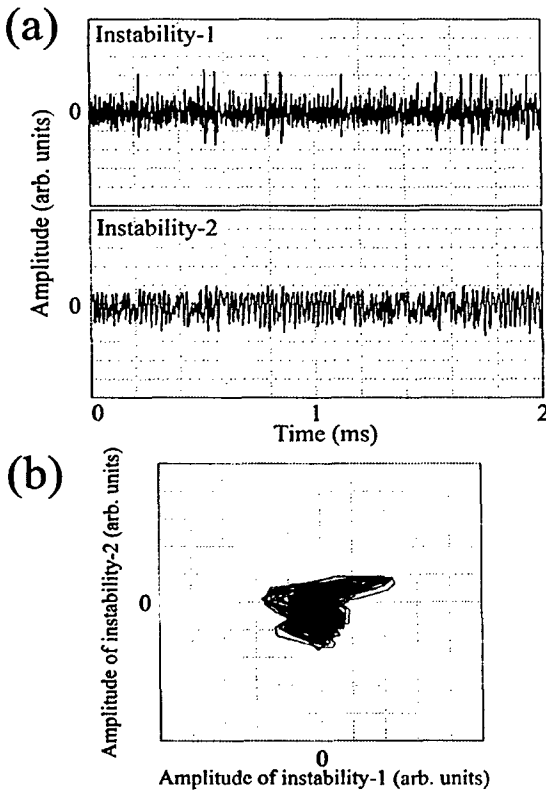 (a)
Instability-1
0
Instability-2
0
Amplitude (arb. units)
0 1 2
Time (ms)
(b)
Amplitude of instability-2 (arb. units)
0
0
Amplitude of instability-1 (arb. units)